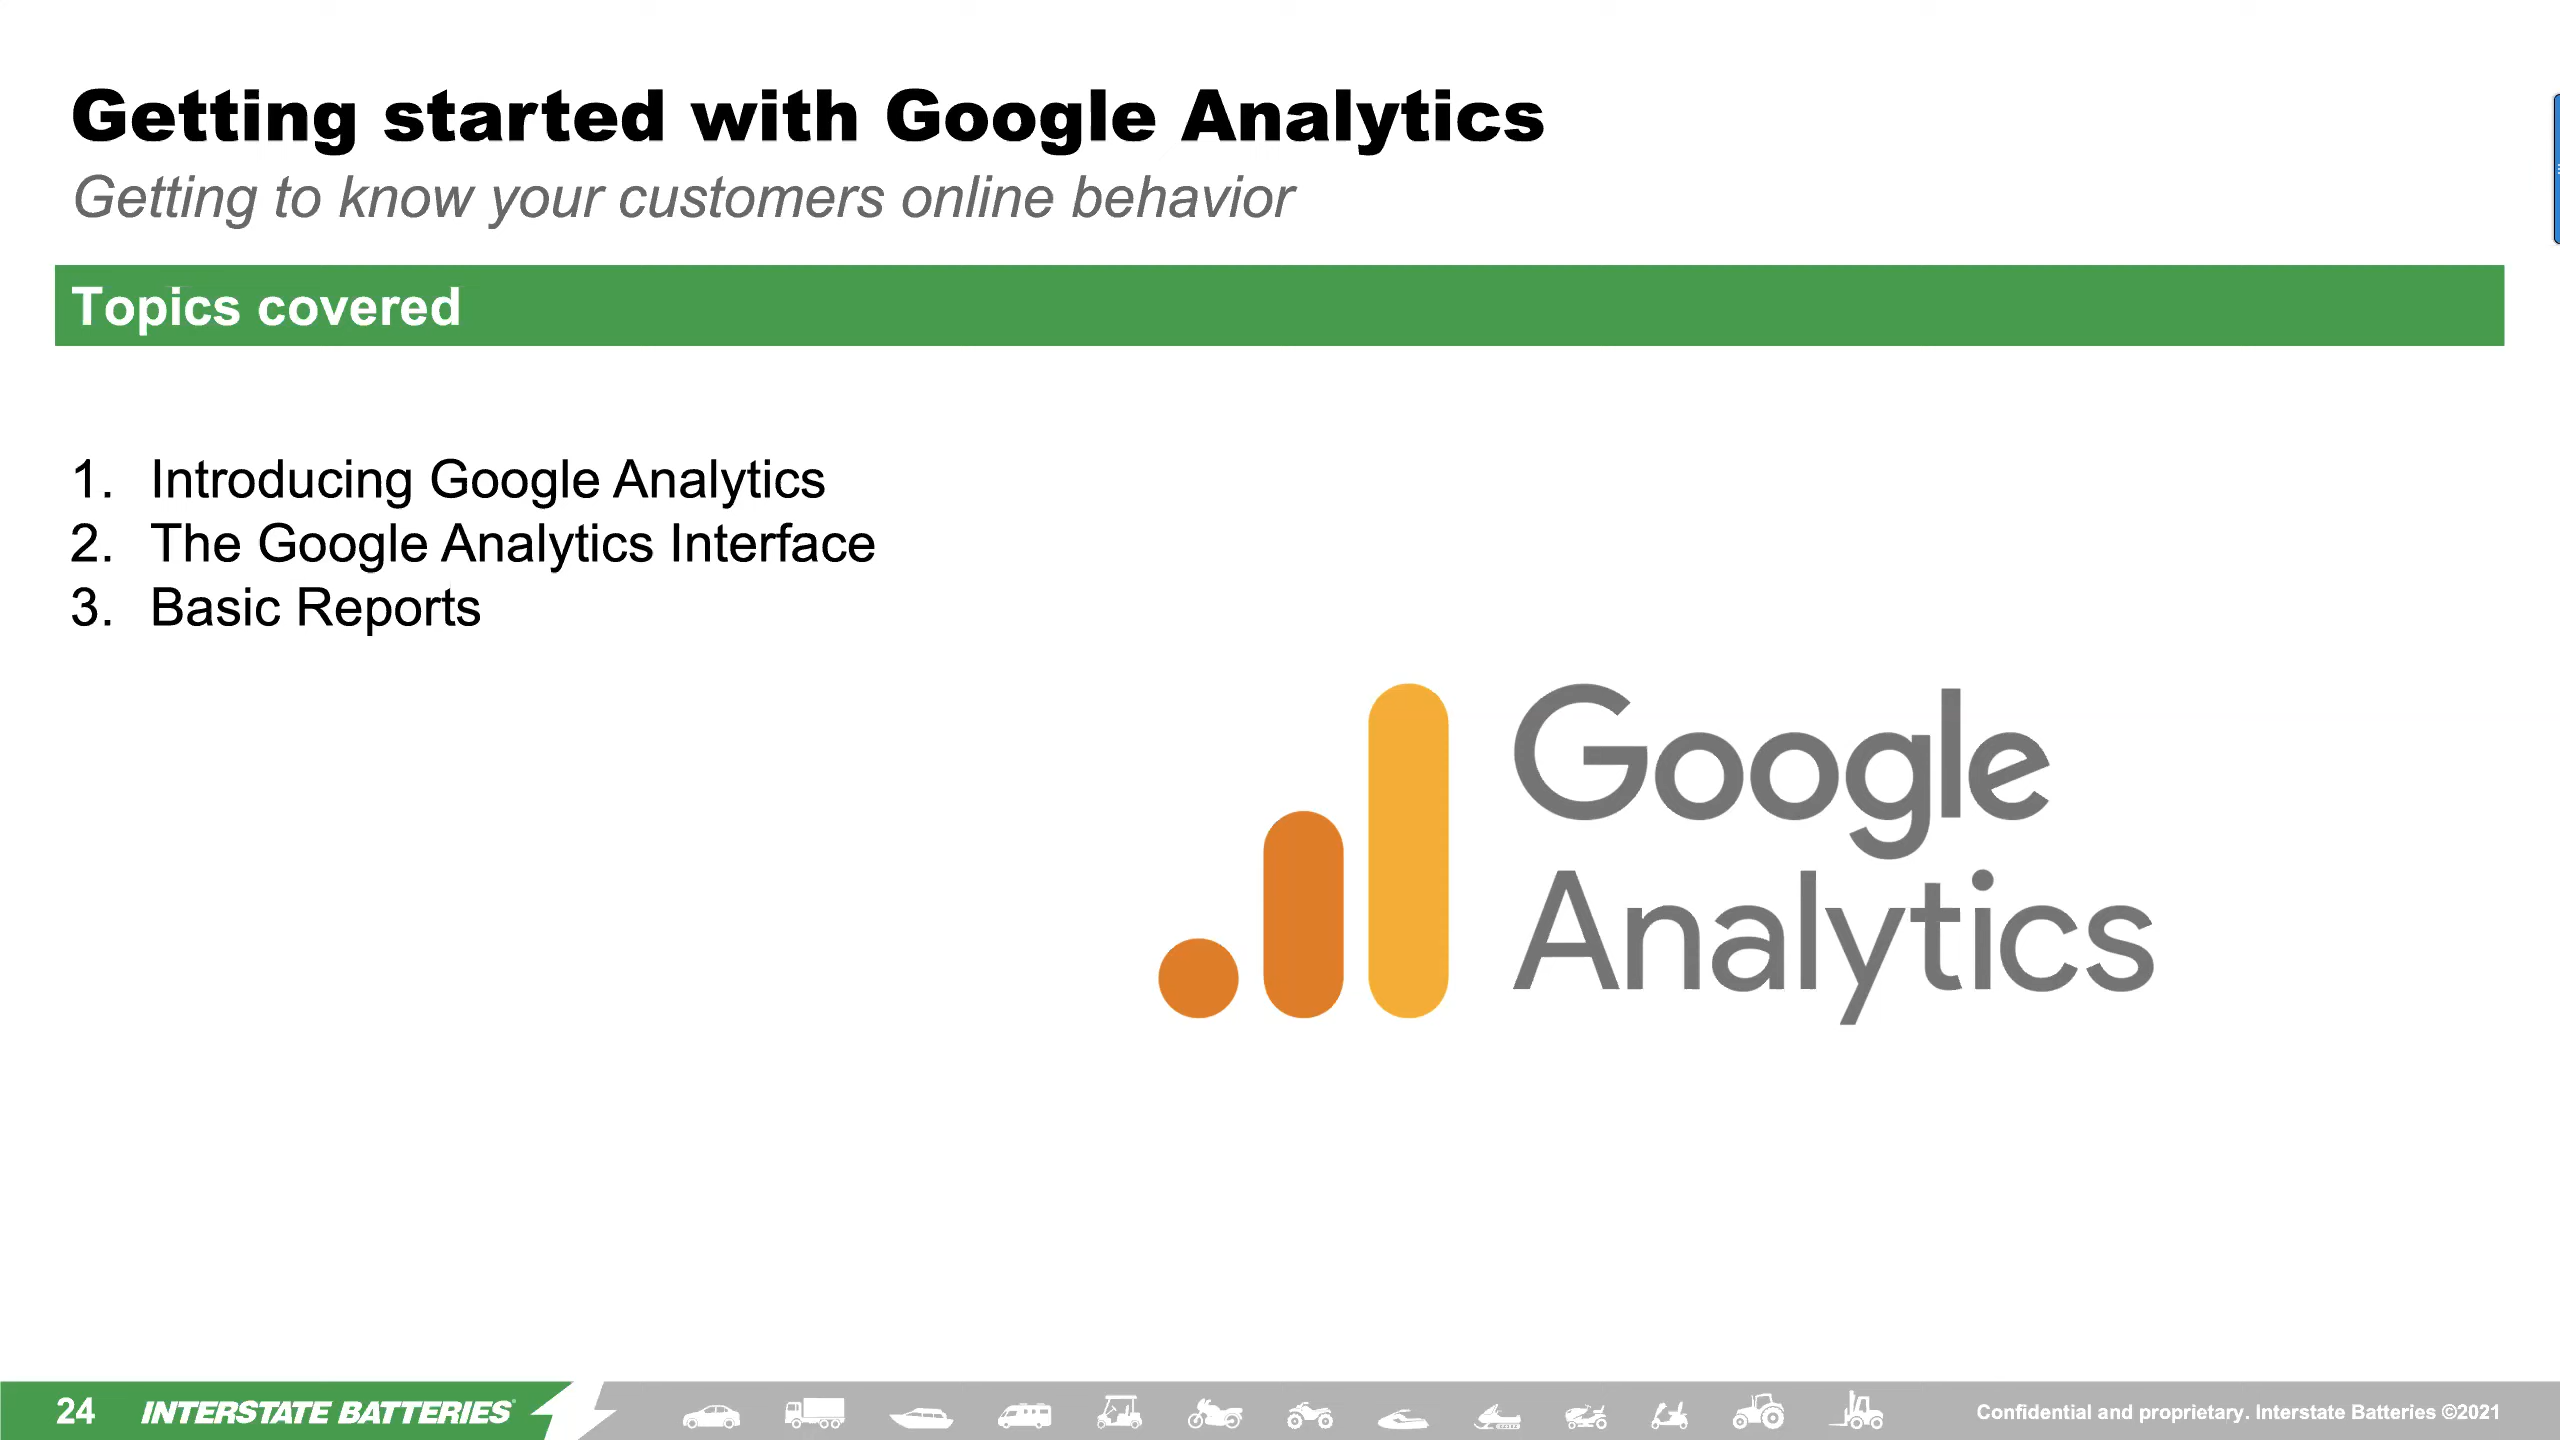 Getting started with Google Analytics
Getting to know your customers online behavior
Topics covered
1. Introducing Google Analytics
2. The Google Analytics Interface
3. Basic Reports
Google
Analytics
24 INTERSTATE BATTERIES
Confidential and proprietary. Interstate Batteries ©2021